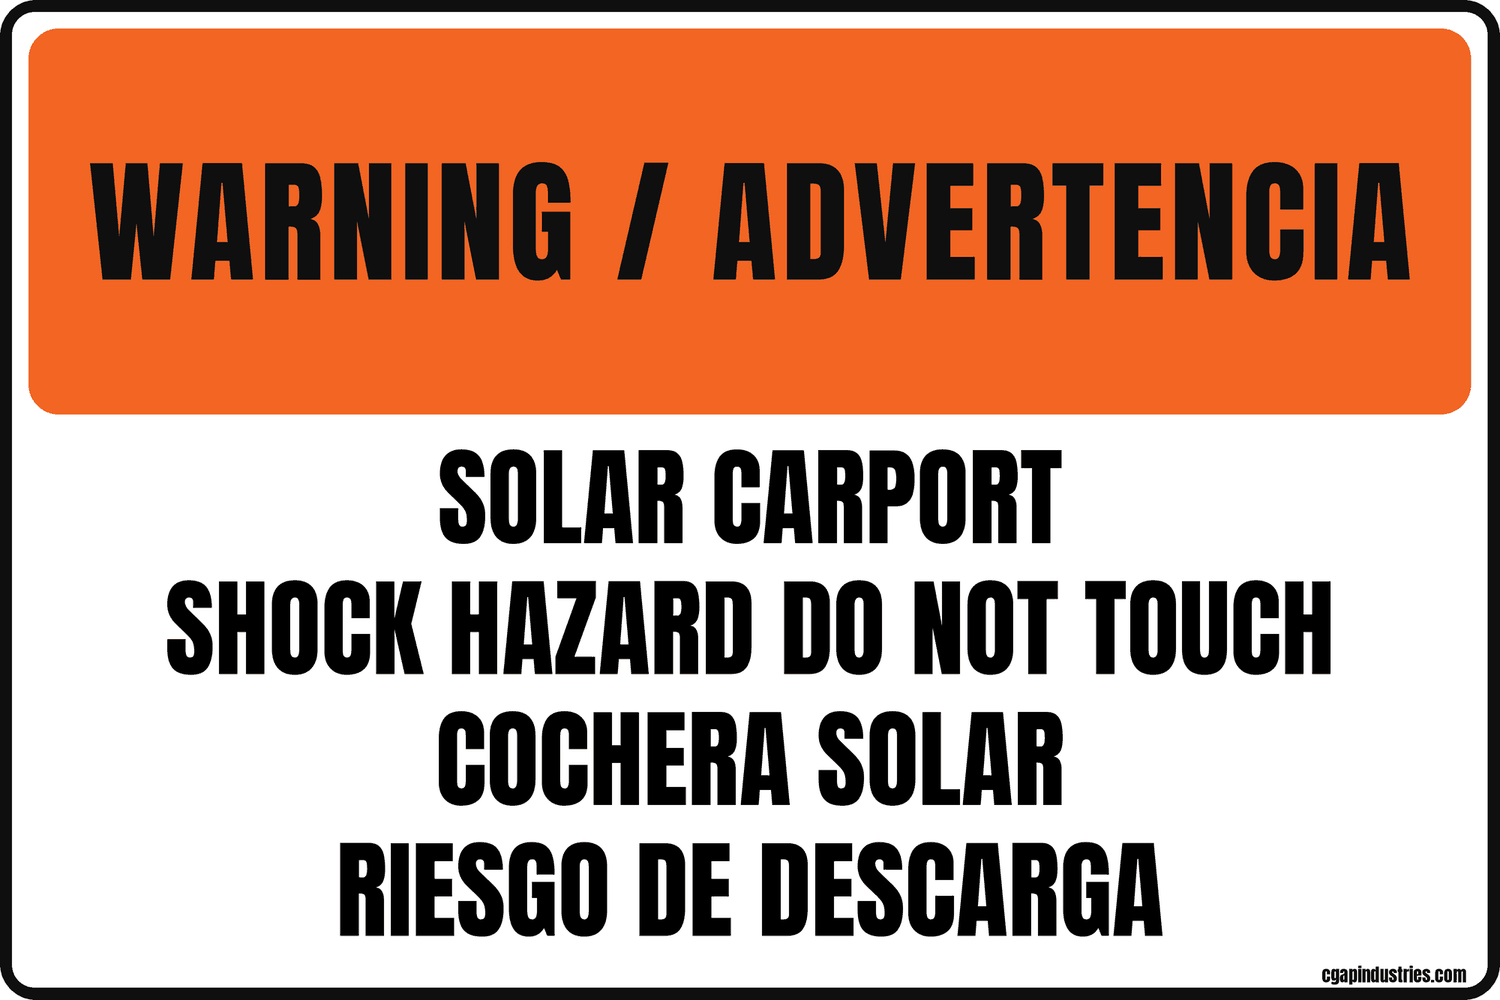 WARNING / ADVERTENCIA
SOLAR CARPORT
SHOCK HAZARD DO NOT TOUCH
COCHERA SOLAR
RIESGO DE DESCARGA
cgapindustries.com